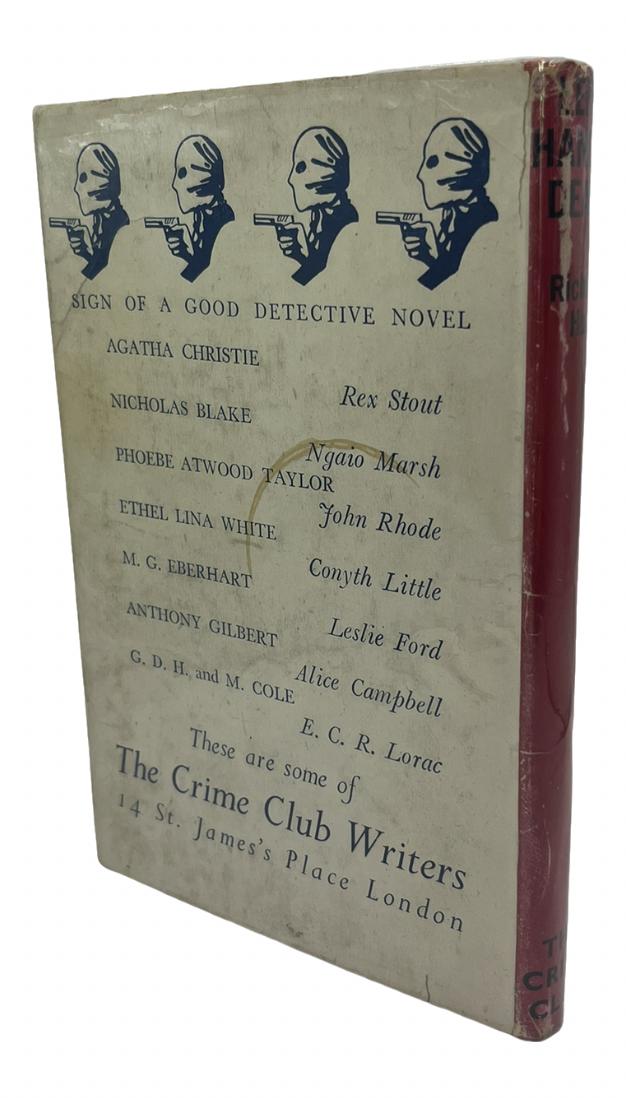 SIGN OF A GOOD DETECTIVE NOVEL
AGATHA CHRISTIE
Rex Stout
NICHOLAS BLAKE
Ngaio Marsh
PHOEBE ATWOOD TAYLOR
John Rhode
ETHEL LINA WHITE
Conyth Little
M. G. EBERHART
Leslie Ford
ANTHONY GILBERT
Alice Campbell
G. D. H. and M. COLE
E. C. R. Lorac
These are some of
The Crime Club Writers
14 St. James's Place London